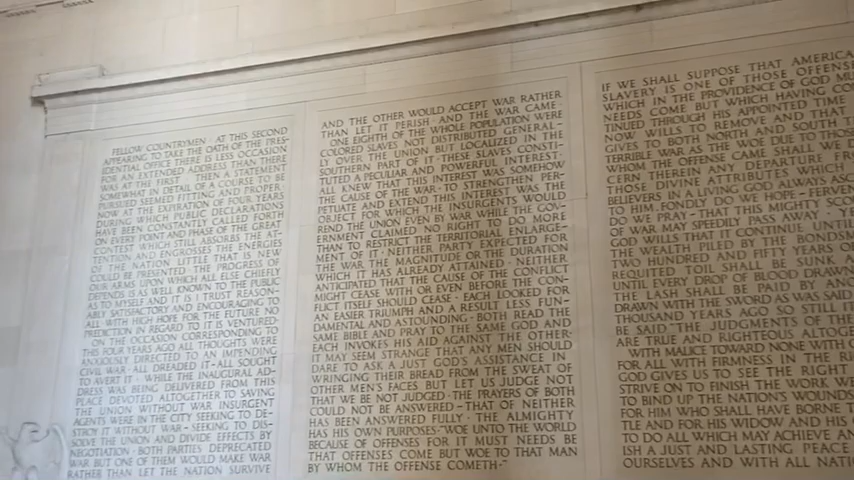 FELLOW COUNTRYMEN · AT THIS SECOND
APPEARING TO TAKE THE OATH OF THE PRES-
IDENTIAL OFFICE THERE IS LESS OCCASION
FOR AN EXTENDED ADDRESS THAN THERE
WAS AT THE FIRST · THEN A STATEMENT
SOMEWHAT IN DETAIL OF A COURSE TO BE
PURSUED SEEMED FITTING AND PROPER ·
NOW AT THE EXPIRATION OF FOUR YEARS
DURING WHICH PUBLIC DECLARATIONS
HAVE BEEN CONSTANTLY CALLED FORTH
ON EVERY POINT AND PHASE OF THE GREAT
CONTEST WHICH STILL ABSORBS THE AT-
TENTION AND ENGROSSES THE ENERGIES
OF THE NATION LITTLE THAT IS NEW
COULD BE PRESENTED · THE PROGRESS OF
OUR ARMS UPON WHICH ALL ELSE CHIEFLY
DEPENDS IS AS WELL KNOWN TO THE PUBLIC
AS TO MYSELF AND IT IS I TRUST REASON-
ABLY SATISFACTORY AND ENCOURAGING TO
ALL · WITH HIGH HOPE FOR THE FUTURE NO
PREDICTION IN REGARD TO IT IS VENTURED ·
ON THE OCCASION CORRESPONDING TO
THIS FOUR YEARS AGO ALL THOUGHTS WERE
ANXIOUSLY DIRECTED TO AN IMPENDING
CIVIL WAR · ALL DREADED IT - ALL SOUGHT
TO AVERT IT · WHILE THE INAUGURAL AD-
DRESS WAS BEING DELIVERED FROM THIS
PLACE DEVOTED ALTOGETHER TO SAVING
THE UNION WITHOUT WAR INSURGENT
AGENTS WERE IN THE CITY SEEKING TO DE-
STROY IT WITHOUT WAR - SEEKING TO DIS-
SOLVE THE UNION AND DIVIDE EFFECTS BY
NEGOTIATION · BOTH PARTIES DEPRECATED
WAR BUT ONE OF THEM WOULD MAKE WAR
RATHER THAN LET THE NATION SURVIVE
AND THE OTHER WOULD ACCEPT WAR RATHER
THAN LET IT PERISH · AND THE WAR CAME ·
ONE EIGHTH OF THE WHOLE POPULATION WERE
COLORED SLAVES NOT DISTRIBUTED GENERAL-
LY OVER THE UNION BUT LOCALIZED IN THE
SOUTHERN PART OF IT · THESE SLAVES CONSTI-
TUTED A PECULIAR AND POWERFUL INTEREST ·
ALL KNEW THAT THIS INTEREST WAS SOMEHOW
THE CAUSE OF THE WAR · TO STRENGTHEN PER-
PETUATE AND EXTEND THIS INTEREST WAS THE
OBJECT FOR WHICH THE INSURGENTS WOULD
REND THE UNION EVEN BY WAR WHILE THE GOV-
ERNMENT CLAIMED NO RIGHT TO DO MORE
THAN TO RESTRICT THE TERRITORIAL ENLARGE-
MENT OF IT · NEITHER PARTY EXPECTED FOR
THE WAR THE MAGNITUDE OR THE DURATION
WHICH IT HAS ALREADY ATTAINED · NEITHER
ANTICIPATED THAT THE CAUSE OF THE CONFLICT
MIGHT CEASE WITH OR EVEN BEFORE THE CON-
FLICT ITSELF SHOULD CEASE · EACH LOOKED FOR
AN EASIER TRIUMPH AND A RESULT LESS FUN-
DAMENTAL AND ASTOUNDING · BOTH READ THE
SAME BIBLE AND PRAY TO THE SAME GOD AND
EACH INVOKES HIS AID AGAINST THE OTHER ·
IT MAY SEEM STRANGE THAT ANY MEN SHOULD
DARE TO ASK A JUST GOD'S ASSISTANCE IN
WRINGING THEIR BREAD FROM THE SWEAT OF
OTHER MEN'S FACES BUT LET US JUDGE NOT
THAT WE BE NOT JUDGED · THE PRAYERS OF BOTH
COULD NOT BE ANSWERED - THAT OF NEITHER
HAS BEEN ANSWERED FULLY · THE ALMIGHTY
HAS HIS OWN PURPOSES · "WOE UNTO THE WORLD
BECAUSE OF OFFENSES FOR IT MUST NEEDS BE
THAT OFFENSES COME BUT WOE TO THAT MAN
BY WHOM THE OFFENSE COMETH · "
IF WE SHALL SUPPOSE THAT AMERICA
SLAVERY IS ONE OF THOSE OFFENSE
WHICH IN THE PROVIDENCE OF GOD MU
NEEDS COME BUT WHICH HAVING CON
TINUED THROUGH HIS APPOINTED TIME
NOW WILLS TO REMOVE AND THAT
GIVES TO BOTH NORTH AND SOUTH
TERRIBLE WAR AS THE WOE DUE TO THOS
WHOM THE OFFENSE CAME SHALL WE
CERN THEREIN ANY DEPARTURE FR
THOSE DIVINE ATTRIBUTES WHICH
BELIEVERS IN A LIVING GOD ALWAYS ASC
TO HIM · FONDLY DO WE HOPE - FERVEN
DO WE PRAY - THAT THIS MIGHTY SCO
OF WAR MAY SPEEDILY PASS AWAY · Y
GOD WILLS THAT IT CONTINUE UNTIL
THE WEALTH PILED BY THE BONDSM
TWO HUNDRED AND FIFTY YEARS O
REQUITED TOIL SHALL BE SUNK A
UNTIL EVERY DROP OF BLOOD DRAWN
THE LASH SHALL BE PAID BY AN
DRAWN WITH THE SWORD AS WAS SAID
THOUSAND YEARS AGO SO STILL IT
BE SAID "THE JUDGMENTS OF TH
ARE TRUE AND RIGHTEOUS ALTOGE
WITH MALICE TOWARD NONE WITH C
FOR ALL WITH FIRMNESS IN THE RI
GOD GIVES US TO SEE THE RIGHT
STRIVE ON TO FINISH THE WORK WE
TO BIND UP THE NATION'S WOUNDS
FOR HIM WHO SHALL HAVE BORNE T
TLE AND FOR HIS WIDOW AND HIS O
TO DO ALL WHICH MAY ACHIEVE AN
ISH A JUST AND LASTING PEACE
OURSELVES AND WITH ALL NATI